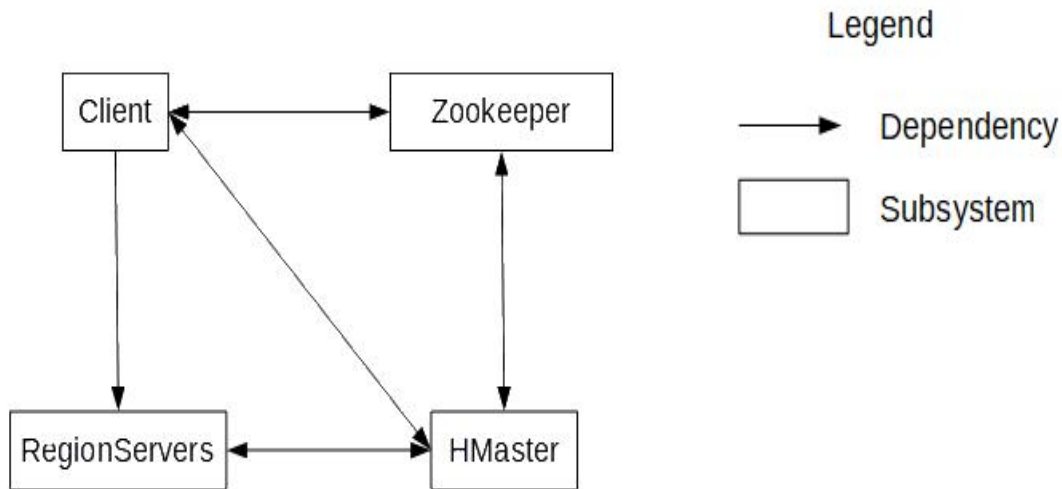 Legend
Client
Zookeeper
Dependency
Subsystem
RegionServers
HMaster